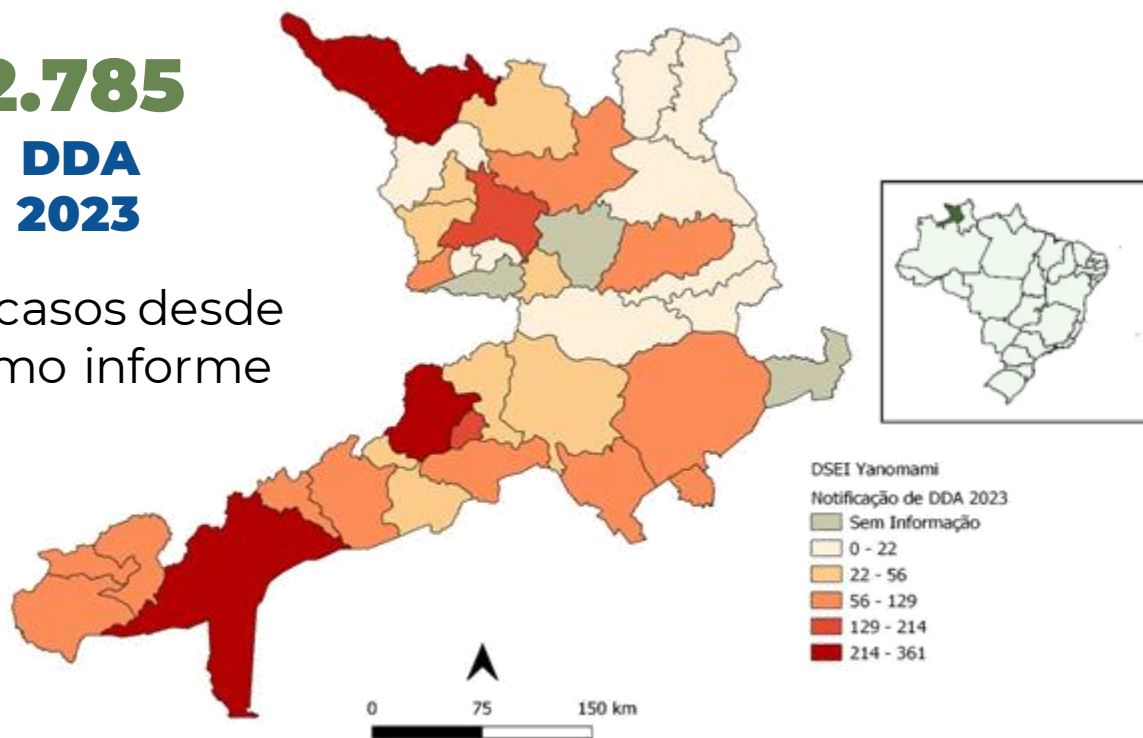 2.785
DDA
2023
casos desde
mo informe
DSEI Yanomami
Notificação de DDA 2023
Sem Informação
0 - 22
22 - 56
56 - 129
129 - 214
214 - 361
0 75 150 km